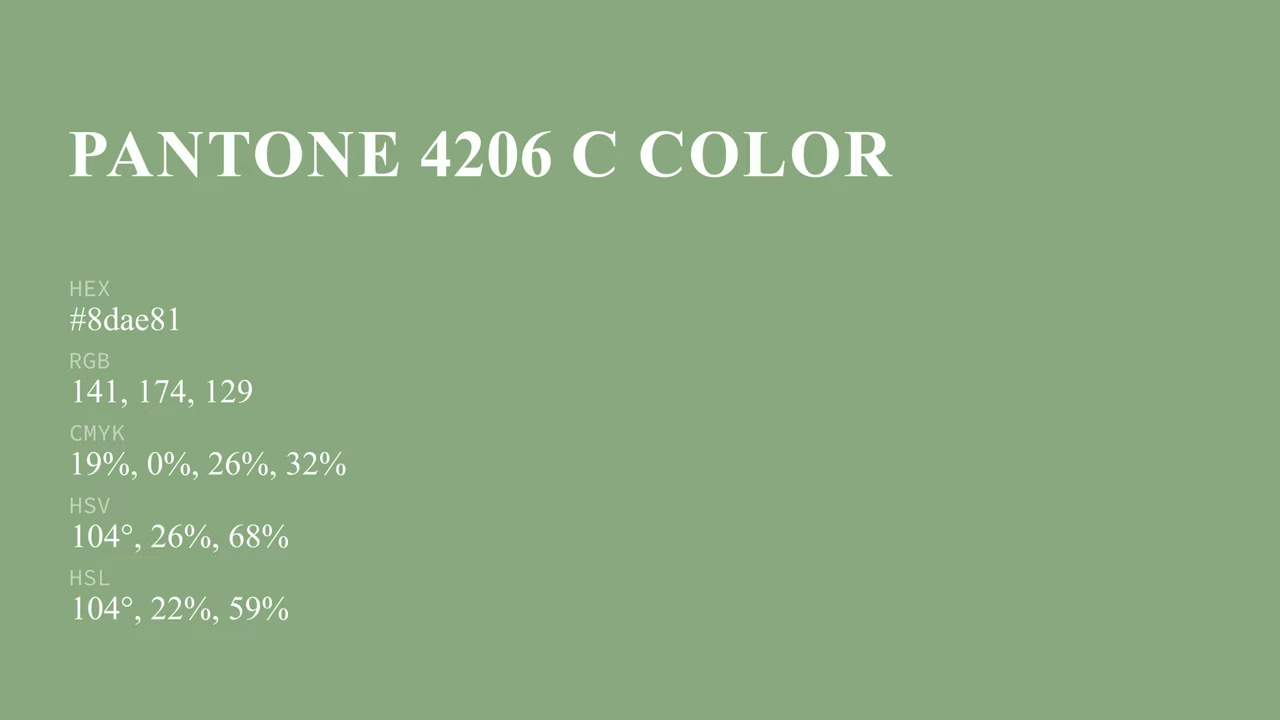 PANTONE 4206 C COLOR
HEX
#8dae81
RGB
141, 174, 129
CMYK
19%, 0%, 26%, 32%
HSV
104°, 26%, 68%
HSL
104°, 22%, 59%